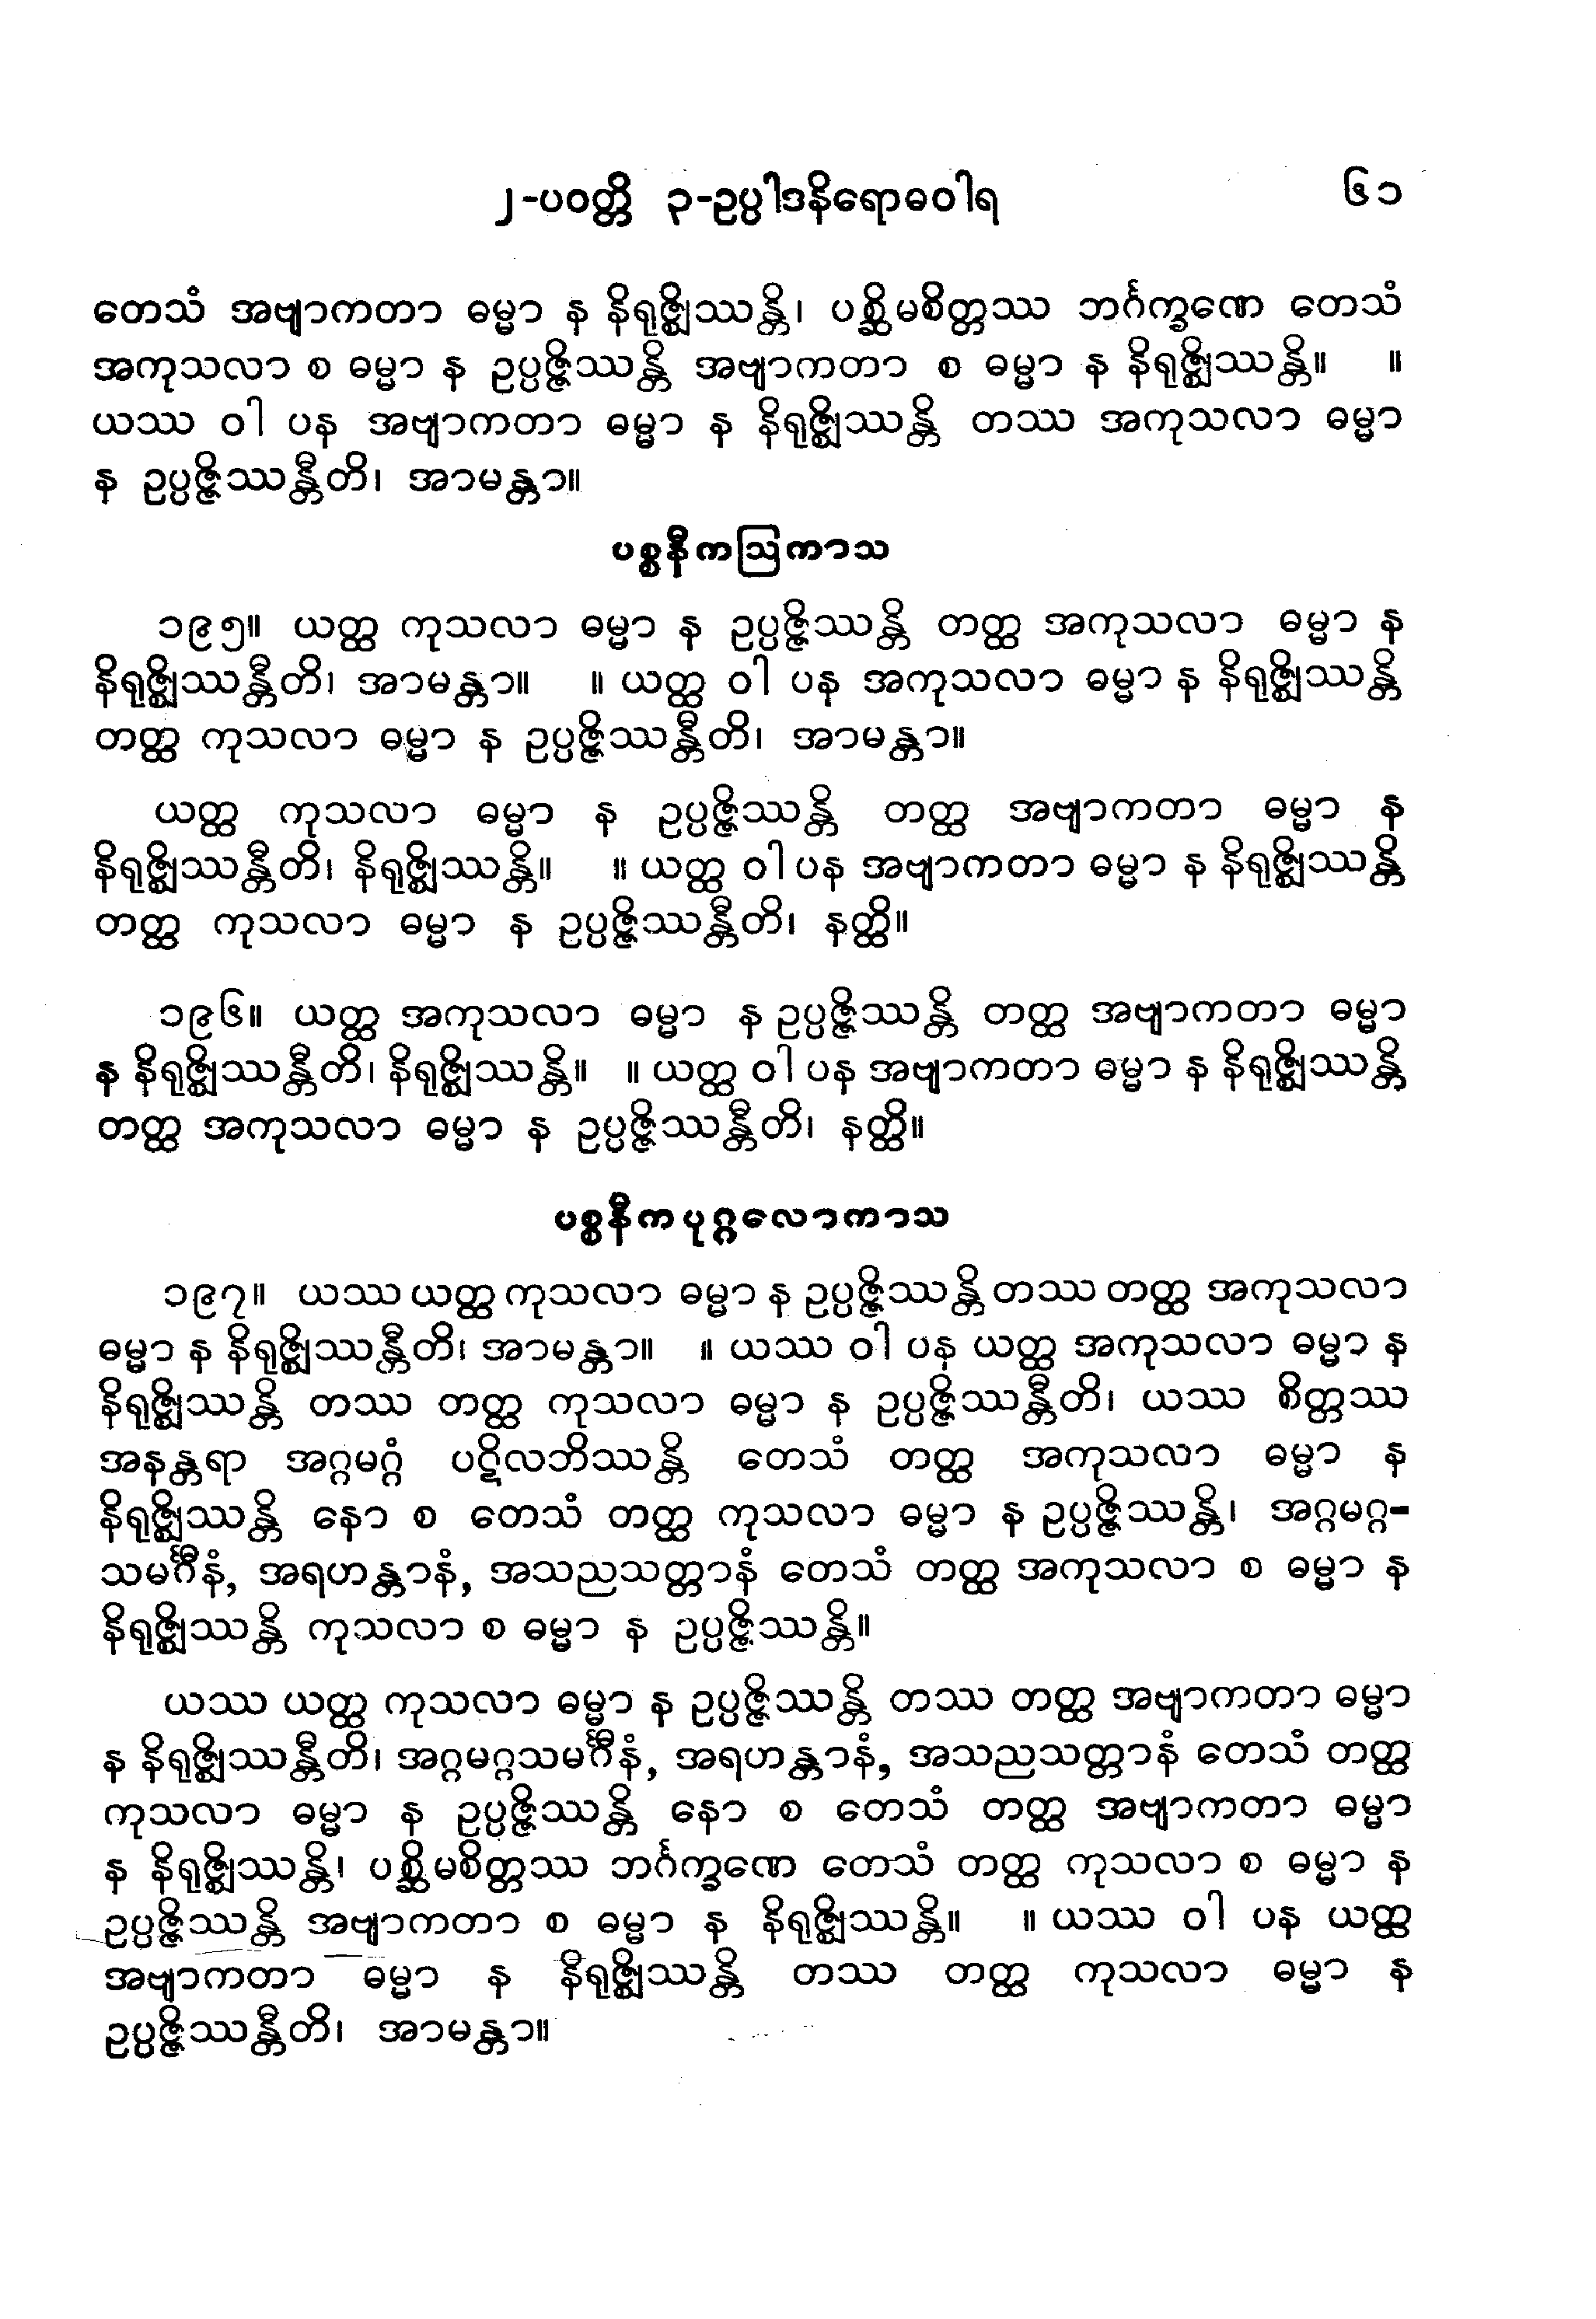 ၂-ပဝတ္တိ ၃-ဥပ္ပါဒနိရောဓဝါရ ၆၁
တေသံ အဗျာကတာ ဓမ္မာ န နိရုဇ္ဈိဿန္တိ၊ ပစ္ဆိမစိတ္တဿ ဘင်္ဂက္ခဏေ တေသံ
အကုသလာ စ ဓမ္မာ န ဥပ္ပဇ္ဇိဿန္တိ အဗျာကတာ စ ဓမ္မာ န နိရုဇ္ဈိဿန္တိ။ ။
ယဿ ဝါ ပန အဗျာကတာ ဓမ္မာ န နိရုဇ္ဈိဿန္တိ တဿ အကုသလာ ဓမ္မာ
န ဥပ္ပဇ္ဇိဿန္တီတိ၊ အာမန္တာ။
ပစ္စနီကဩကာသ
၁၉၅။ ယတ္ထ ကုသလာ ဓမ္မာ န ဥပ္ပဇ္ဇိဿန္တိ တတ္ထ အကုသလာ ဓမ္မာ န
နိရုဇ္ဈိဿန္တီတိ၊ အာမန္တာ။ ။ ယတ္ထ ဝါ ပန အကုသလာ ဓမ္မာ န နိရုဇ္ဈိဿန္တိ
တတ္ထ ကုသလာ ဓမ္မာ န ဥပ္ပဇ္ဇိဿန္တီတိ၊ အာမန္တာ။
ယတ္ထ ကုသလာ ဓမ္မာ န ဥပ္ပဇ္ဇိဿန္တိ တတ္ထ အဗျာကတာ ဓမ္မာ န
နိရုဇ္ဈိဿန္တီတိ၊ နိရုဇ္ဈိဿန္တိ။ ။ ယတ္ထ ဝါ ပန အဗျာကတာ ဓမ္မာ န နိရုဇ္ဈိဿန္တိ
တတ္ထ ကုသလာ ဓမ္မာ န ဥပ္ပဇ္ဇိဿန္တီတိ၊ နတ္ထိ။
၁၉၆။ ယတ္ထ အကုသလာ ဓမ္မာ န ဥပ္ပဇ္ဇိဿန္တိ တတ္ထ အဗျာကတာ ဓမ္မာ
န နိရုဇ္ဈိဿန္တီတိ၊ နိရုဇ္ဈိဿန္တိ။ ။ ယတ္ထ ဝါ ပန အဗျာကတာ ဓမ္မာ န နိရုဇ္ဈိဿန္တိ
တတ္ထ အကုသလာ ဓမ္မာ န ဥပ္ပဇ္ဇိဿန္တီတိ၊ နတ္ထိ။
ပစ္စနီကပုဂ္ဂလောကာသ
၁၉၇။ ယဿ ယတ္ထ ကုသလာ ဓမ္မာ န ဥပ္ပဇ္ဇိဿန္တိ တဿ တတ္ထ အကုသလာ
ဓမ္မာ န နိရုဇ္ဈိဿန္တီတိ၊ အာမန္တာ။ ။ ယဿ ဝါ ပန ယတ္ထ အကုသလာ ဓမ္မာ န
နိရုဇ္ဈိဿန္တိ တဿ တတ္ထ ကုသလာ ဓမ္မာ န ဥပ္ပဇ္ဇိဿန္တီတိ၊ ယဿ စိတ္တဿ
အနန္တရာ အဂ္ဂမဂ္ဂံ ပဋိလဘိဿန္တိ တေသံ တတ္ထ အကုသလာ ဓမ္မာ န
နိရုဇ္ဈိဿန္တိ နော စ တေသံ တတ္ထ ကုသလာ ဓမ္မာ န ဥပ္ပဇ္ဇိဿန္တိ၊ အဂ္ဂမဂ္ဂ-
သမင်္ဂီနံ, အရဟန္တာနံ, အသညသတ္တာနံ တေသံ တတ္ထ အကုသလာ စ ဓမ္မာ န
နိရုဇ္ဈိဿန္တိ ကုသလာ စ ဓမ္မာ န ဥပ္ပဇ္ဇိဿန္တိ။
ယဿ ယတ္ထ ကုသလာ ဓမ္မာ န ဥပ္ပဇ္ဇိဿန္တိ တဿ တတ္ထ အဗျာကတာ ဓမ္မာ
န နိရုဇ္ဈိဿန္တီတိ၊ အဂ္ဂမဂ္ဂသမင်္ဂီနံ, အရဟန္တာနံ, အသညသတ္တာနံ တေသံ တတ္ထ
ကုသလာ ဓမ္မာ န ဥပ္ပဇ္ဇိဿန္တိ နော စ တေသံ တတ္ထ အဗျာကတာ ဓမ္မာ
န နိရုဇ္ဈိဿန္တိ၊ ပစ္ဆိမစိတ္တဿ ဘင်္ဂက္ခဏေ တေသံ တတ္ထ ကုသလာ စ ဓမ္မာ န
ဥပ္ပဇ္ဇိဿန္တိ အဗျာကတာ စ ဓမ္မာ န နိရုဇ္ဈိဿန္တိ။ ။ ယဿ ဝါ ပန ယတ္ထ
အဗျာကတာ ဓမ္မာ န နိရုဇ္ဈိဿန္တိ တဿ တတ္ထ ကုသလာ ဓမ္မာ န
ဥပ္ပဇ္ဇိဿန္တီတိ၊ အာမန္တာ။